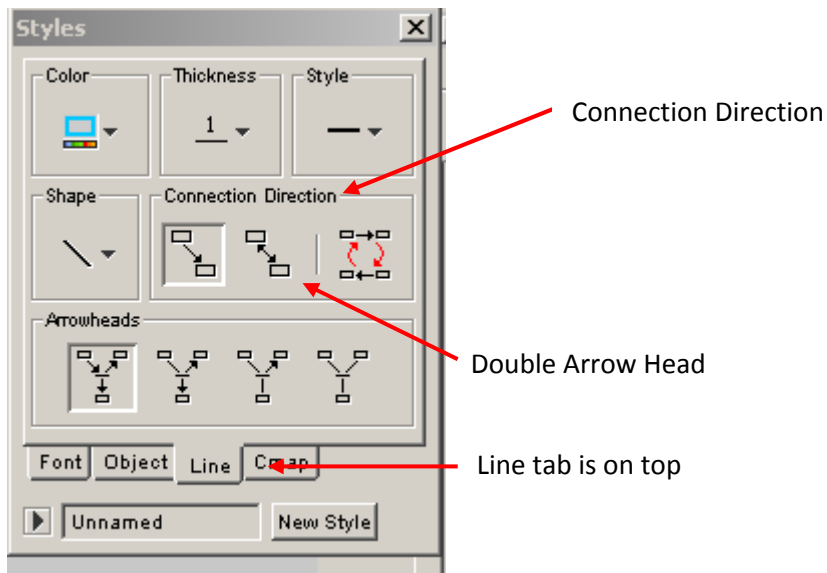 Styles
Color
Thickness
Style
Connection Direction
1
Shape
Connection Direction
Arrowheads
Double Arrow Head
Font
Object
Line
Cmap
Line tab is on top
Unnamed
New Style